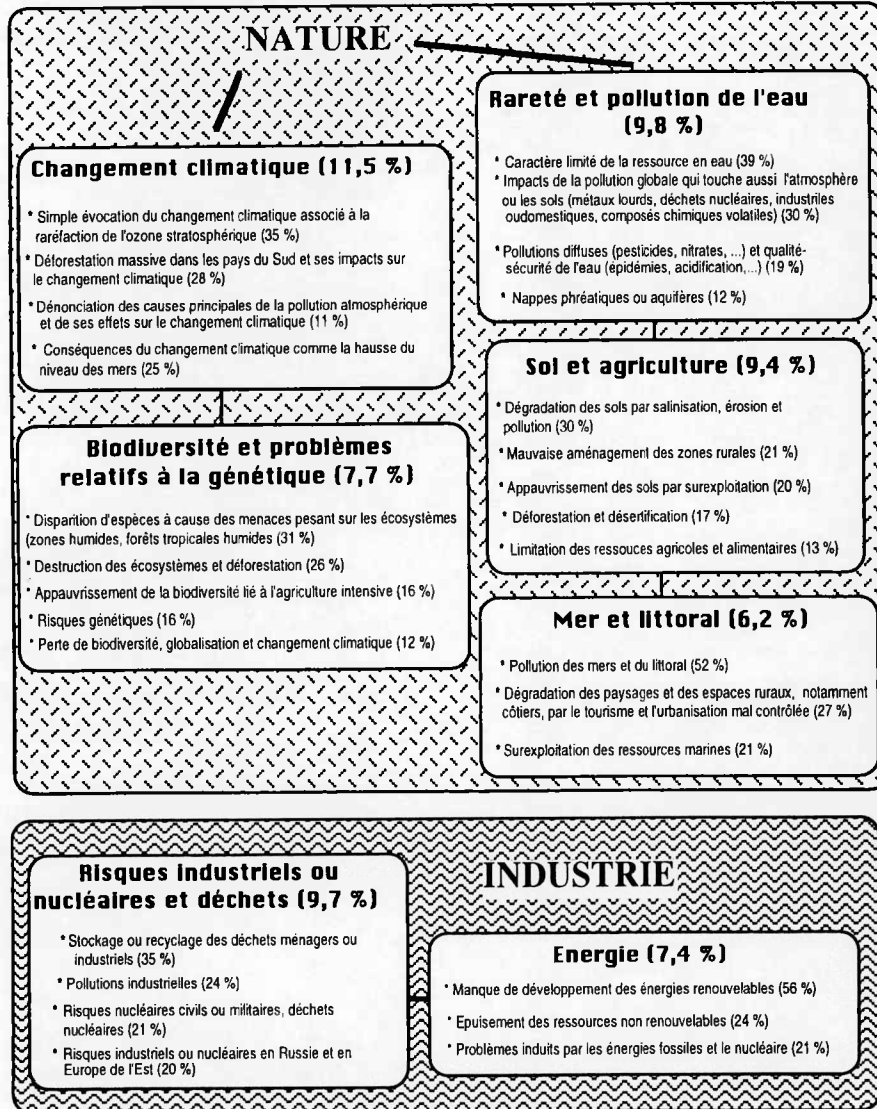 NATURE
Changement climatique (11,5 %)
* Simple évocation du changement climatique associé à la
raréfaction de l'ozone stratosphérique (35 %)
* Déforestation massive dans les pays du Sud et ses impacts sur
le changement climatique (28 %)
* Dénonciation des causes principales de la pollution atmosphérique
et de ses effets sur le changement climatique (11 %)
* Conséquences du changement climatique comme la hausse du
niveau des mers (25 %)
Biodiversité et problèmes
relatifs à la génétique (7,7 %)
* Disparition d'espèces à cause des menaces pesant sur les écosystèmes
(zones humides, forêts tropicales humides (31 %)
* Destruction des écosystèmes et déforestation (26 %)
* Appauvrissement de la biodiversité lié à l'agriculture intensive (16 %)
* Risques génétiques (16 %)
* Perte de biodiversité, globalisation et changement climatique (12 %)
Rareté et pollution de l'eau
(9,8 %)
* Caractère limité de la ressource en eau (39 %)
* Impacts de la pollution globale qui touche aussi l'atmosphère
ou les sols (métaux lourds, déchets nucléaires, industriles
oudomestiques, composés chimiques volatiles) (30 %)
* Pollutions diffuses (pesticides, nitrates, ...) et qualité-
sécurité de l'eau (épidémies, acidification,...) (19 %)
* Nappes phréatiques ou aquifères (12 %)
Sol et agriculture (9,4 %)
* Dégradation des sols par salinisation, érosion et
pollution (30 %)
* Mauvaise aménagement des zones rurales (21 %)
* Appauvrissement des sols par surexploitation (20 %)
* Déforestation et désertification (17 %)
* Limitation des ressouces agricoles et alimentaires (13 %)
Mer et littoral (6,2 %)
* Pollution des mers et du littoral (52 %)
* Dégradation des paysages et des espaces ruraux, notamment
côtiers, par le tourisme et l'urbanisation mal contrôlée (27 %)
* Surexploitation des ressources marines (21 %)
INDUSTRIE
Risques industriels ou
nucléaires et déchets (9,7 %)
* Stockage ou recyclage des déchets ménagers ou
industriels (35 %)
* Pollutions industrielles (24 %)
* Risques nucléaires civils ou militaires, déchets
nucléaires (21 %)
* Risques industriels ou nucléaires en Russie et en
Europe de l'Est (20 %)
Energie (7,4 %)
* Manque de développement des énergies renouvelables (56 %)
* Epuisement des ressources non renouvelables (24 %)
* Problèmes induits par les énergies fossiles et le nucléaire (21 %)